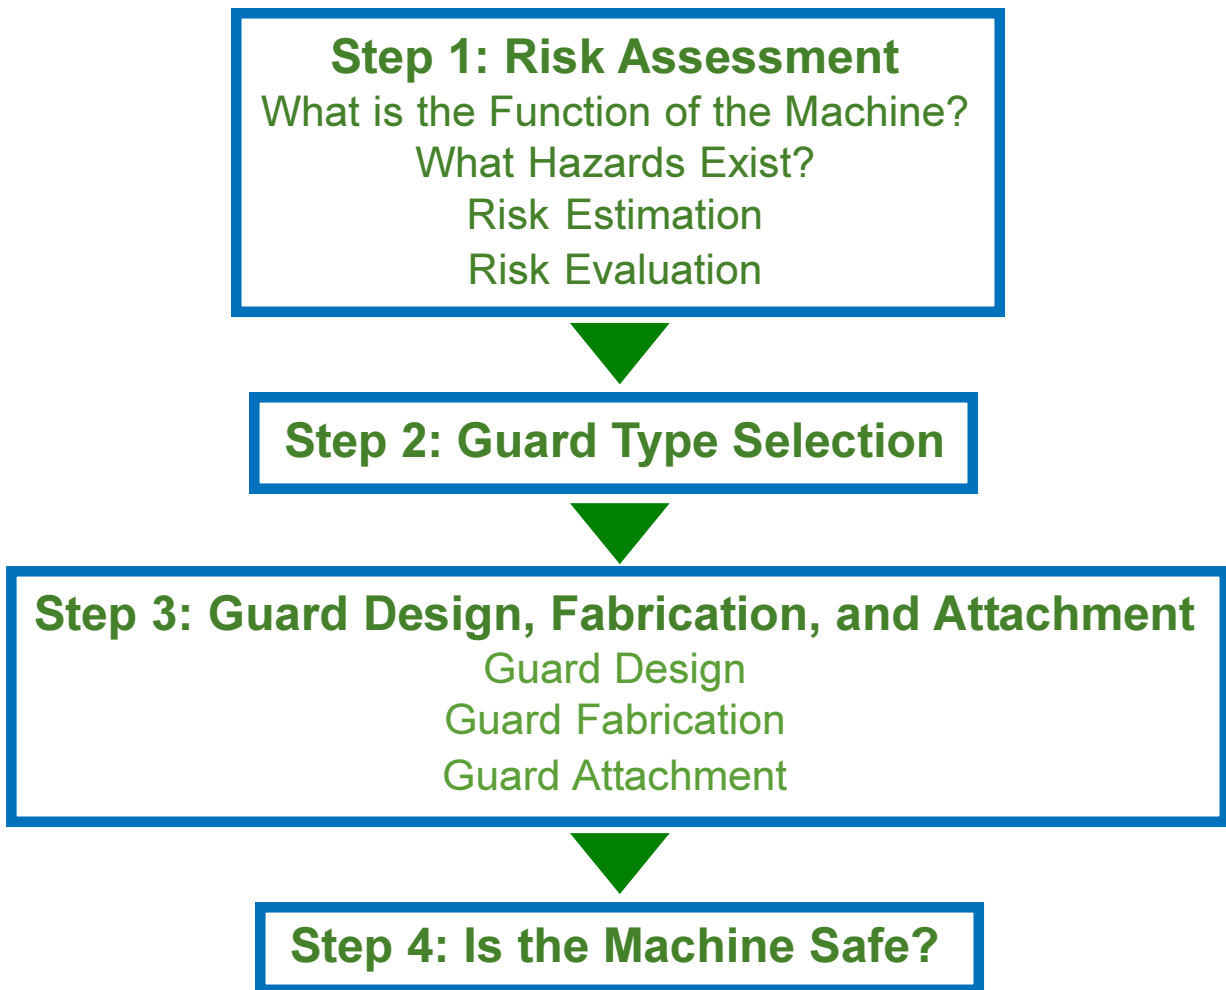 Step 1: Risk Assessment
What is the Function of the Machine?
What Hazards Exist?
Risk Estimation
Risk Evaluation
Step 2: Guard Type Selection
Step 3: Guard Design, Fabrication, and Attachment
Guard Design
Guard Fabrication
Guard Attachment
Step 4: Is the Machine Safe?